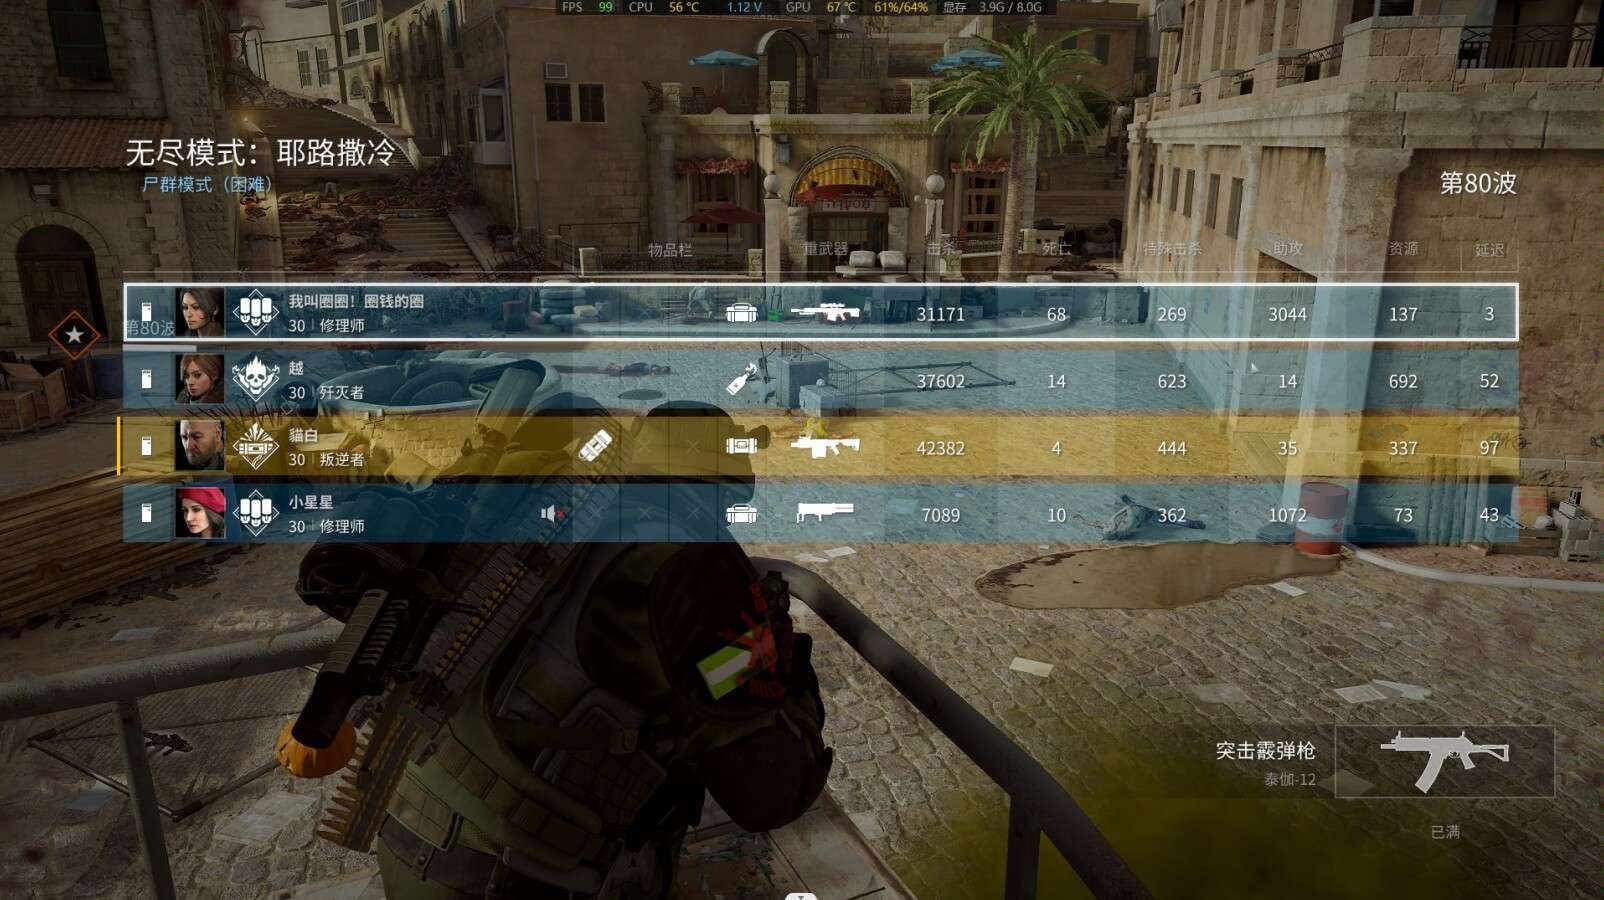 FPS 99 CPU 56 ℃ 1.12 V GPU 67 ℃ 61%/64% 显存 3.9G / 8.0G
无尽模式：耶路撒冷
尸群模式（困难）
第80波
物品栏 重武器 击杀 死亡 特殊击杀 助攻 资源 延迟
第80波
我叫圈圈！圈钱的圈
30 修理师
31171 68 269 3044 137 3
越
30 歼灭者
37602 14 623 14 692 52
貓白
30 叛逆者
42382 4 444 35 337 97
小星星
30 修理师
7089 10 362 1072 73 43
突击霰弹枪
泰伽-12
已满